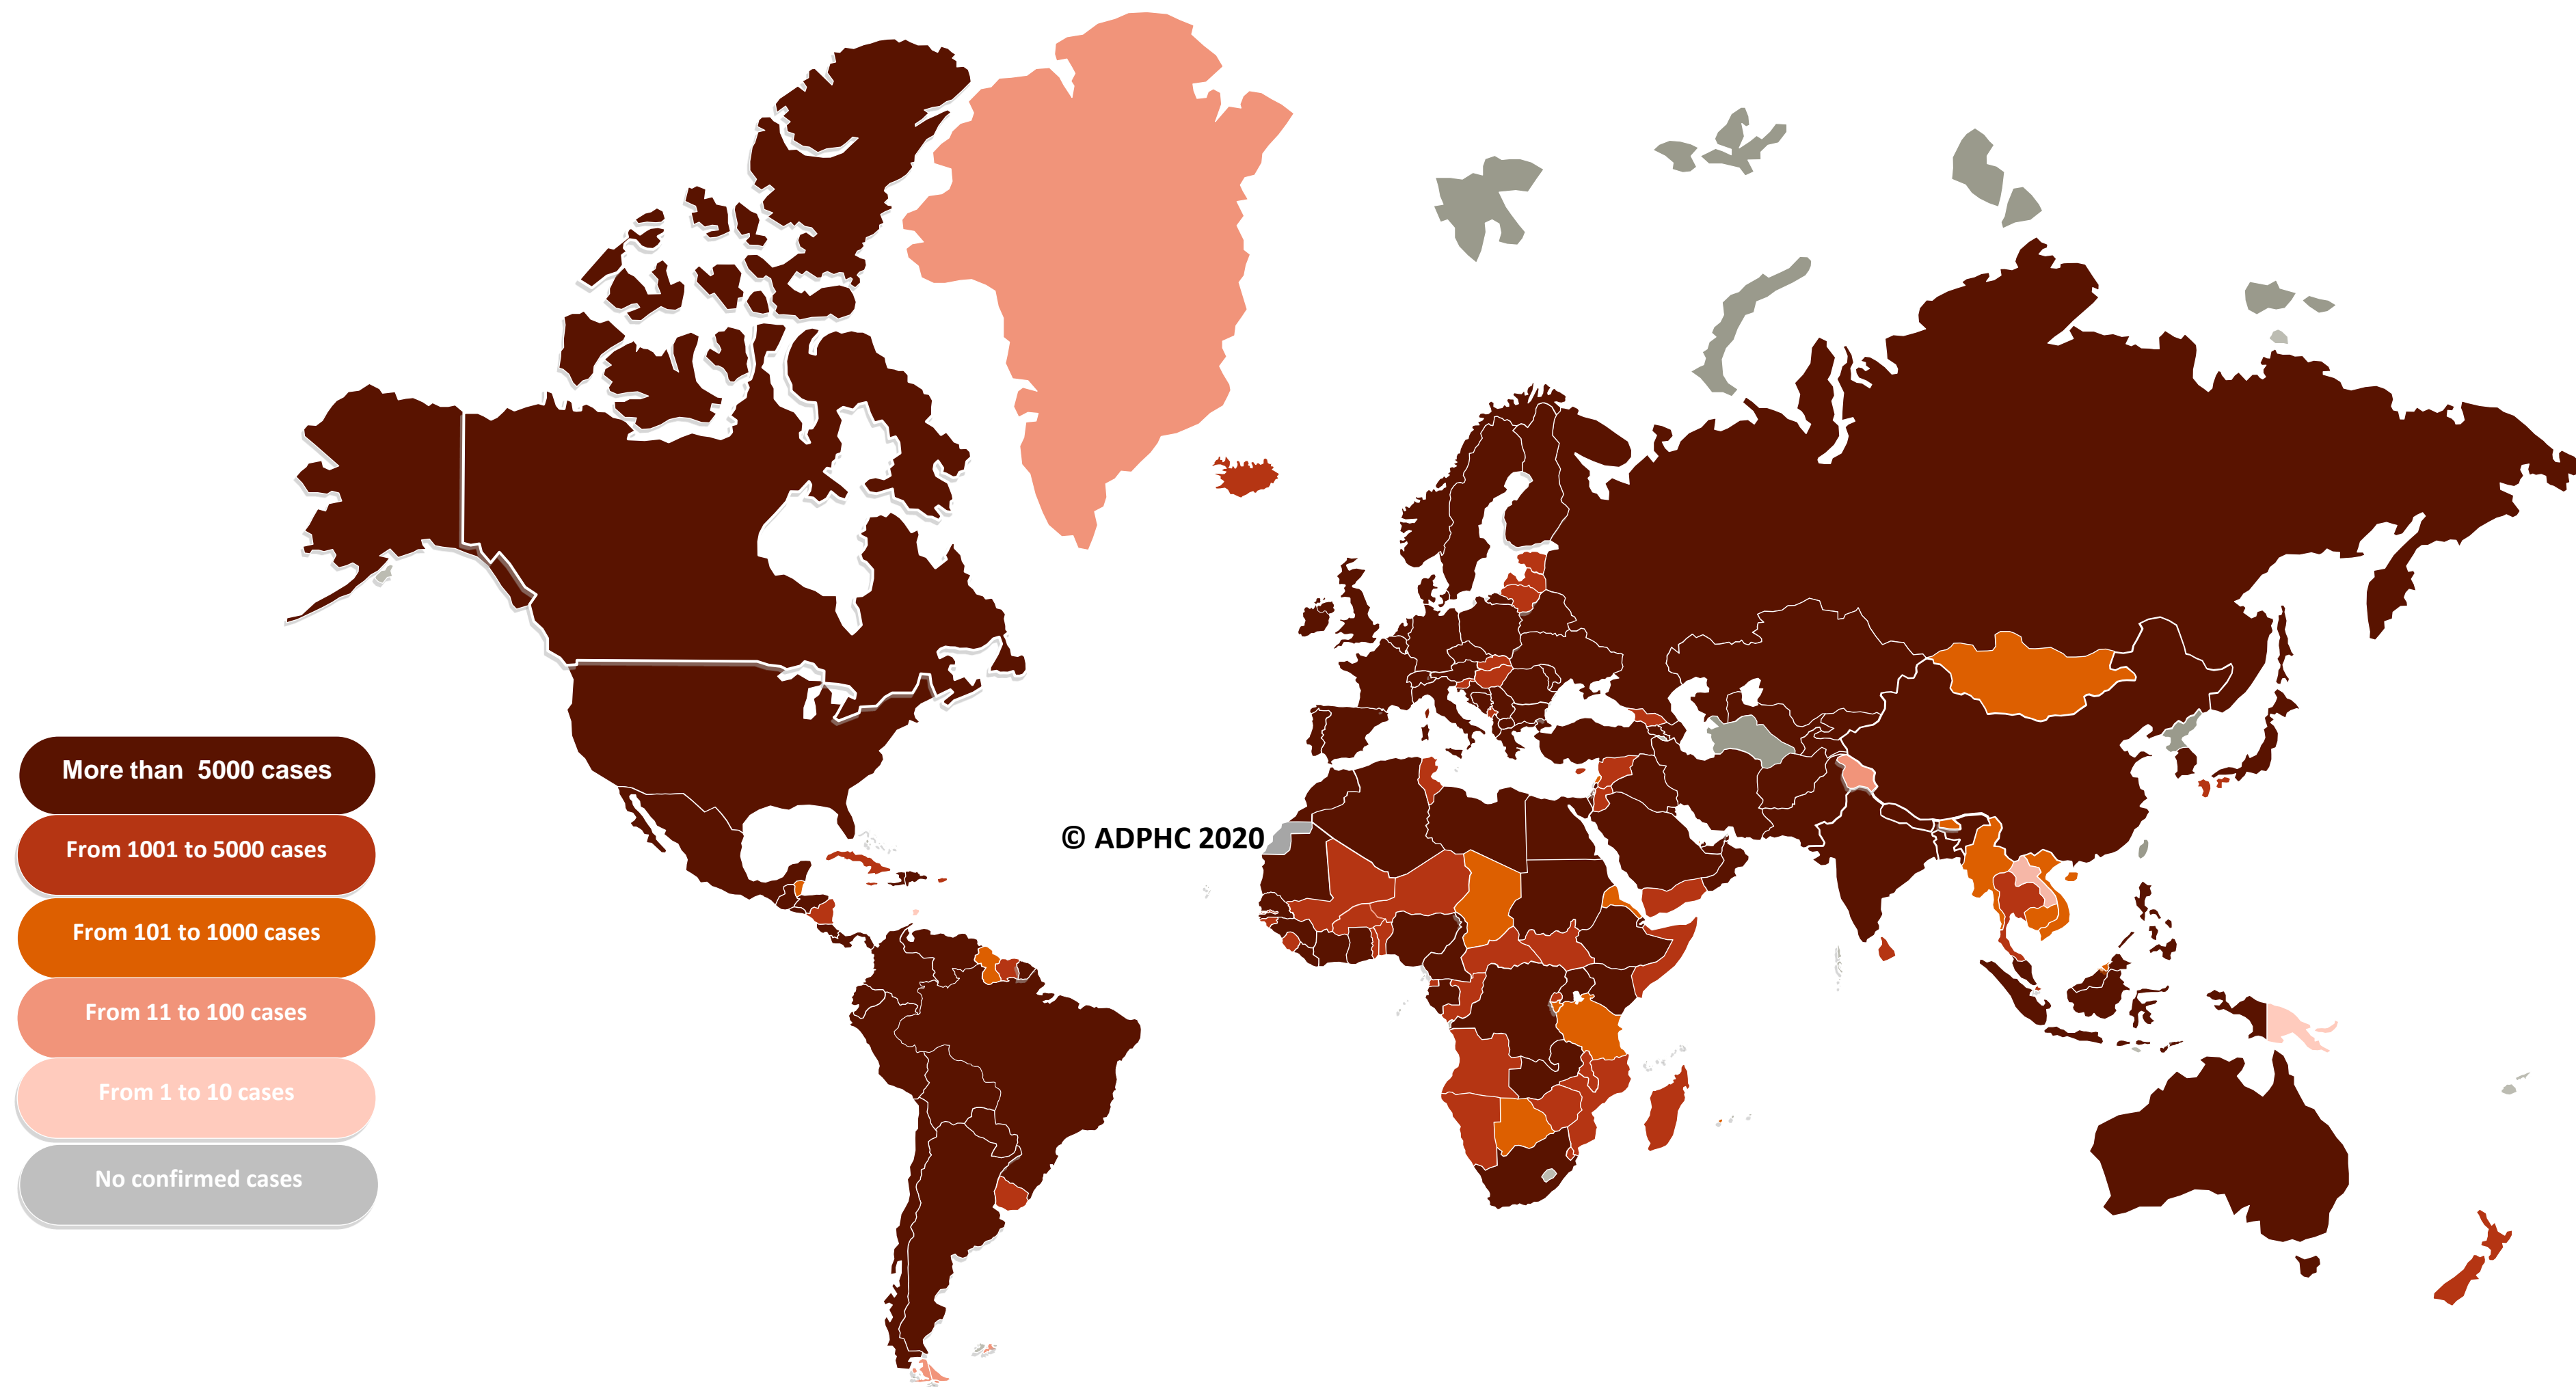 More than 5000 cases
From 1001 to 5000 cases
© ADPHC 2020
From 101 to 1000 cases
From 11 to 100 cases
From 1 to 10 cases
No confirmed cases